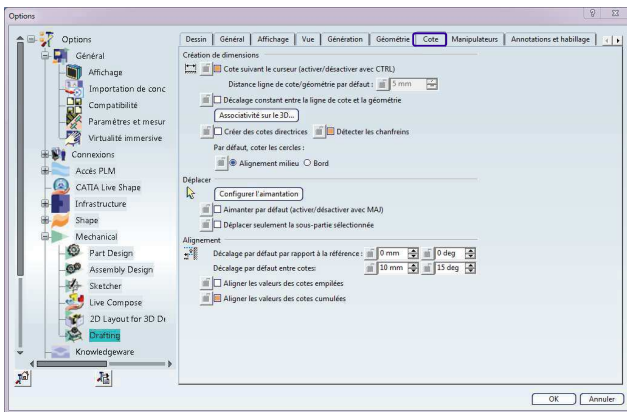 Options
Options
Général
Affichage
Importation de conc
Compatibilité
Paramètres et mesur
Virtualité immersive
Connexions
Accès PLM
CATIA Live Shape
Infrastructure
Shape
Mechanical
Part Design
Assembly Design
Sketcher
Live Compose
2D Layout for 3D De
Drafting
Knowledgeware
Dessin Général Affichage Vue Génération Géométrie Cote Manipulateurs Annotations et habillage
Création de dimensions
Cote suivant le curseur (activer/désactiver avec CTRL)
Distance ligne de cote/géométrie par défaut : 5 mm
Décalage constant entre la ligne de cote et la géométrie
Associativité sur le 3D...
Créer des cotes directrices Détecter les chanfreins
Par défaut, coter les cercles :
Alignement milieu Bord
Déplacer
Configurer l'aimantation
Aimanter par défaut (activer/désactiver avec MAJ)
Déplacer seulement la sous-partie sélectionnée
Alignement
Décalage par défaut par rapport à la référence : 0 mm 0 deg
Décalage par défaut entre cotes: 10 mm 15 deg
Aligner les valeurs des cotes empilées
Aligner les valeurs des cotes cumulées
OK Annuler